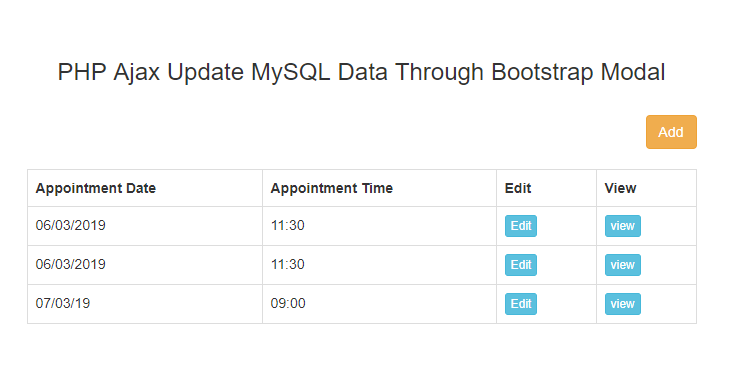 PHP Ajax Update MySQL Data Through Bootstrap Modal
Add
Appointment Date Appointment Time Edit View
06/03/2019 11:30 Edit view
06/03/2019 11:30 Edit view
07/03/19 09:00 Edit view